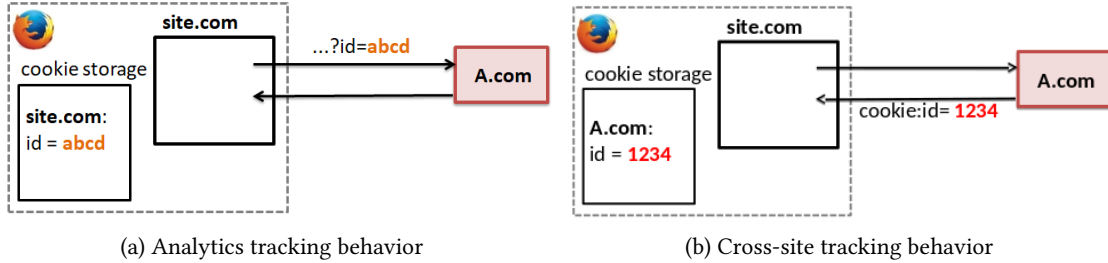 site.com
...?id=abcd
cookie storage
A.com
site.com:
id = abcd
(a) Analytics tracking behavior
site.com
cookie storage
A.com
cookie:id= 1234
A.com:
id = 1234
(b) Cross-site tracking behavior